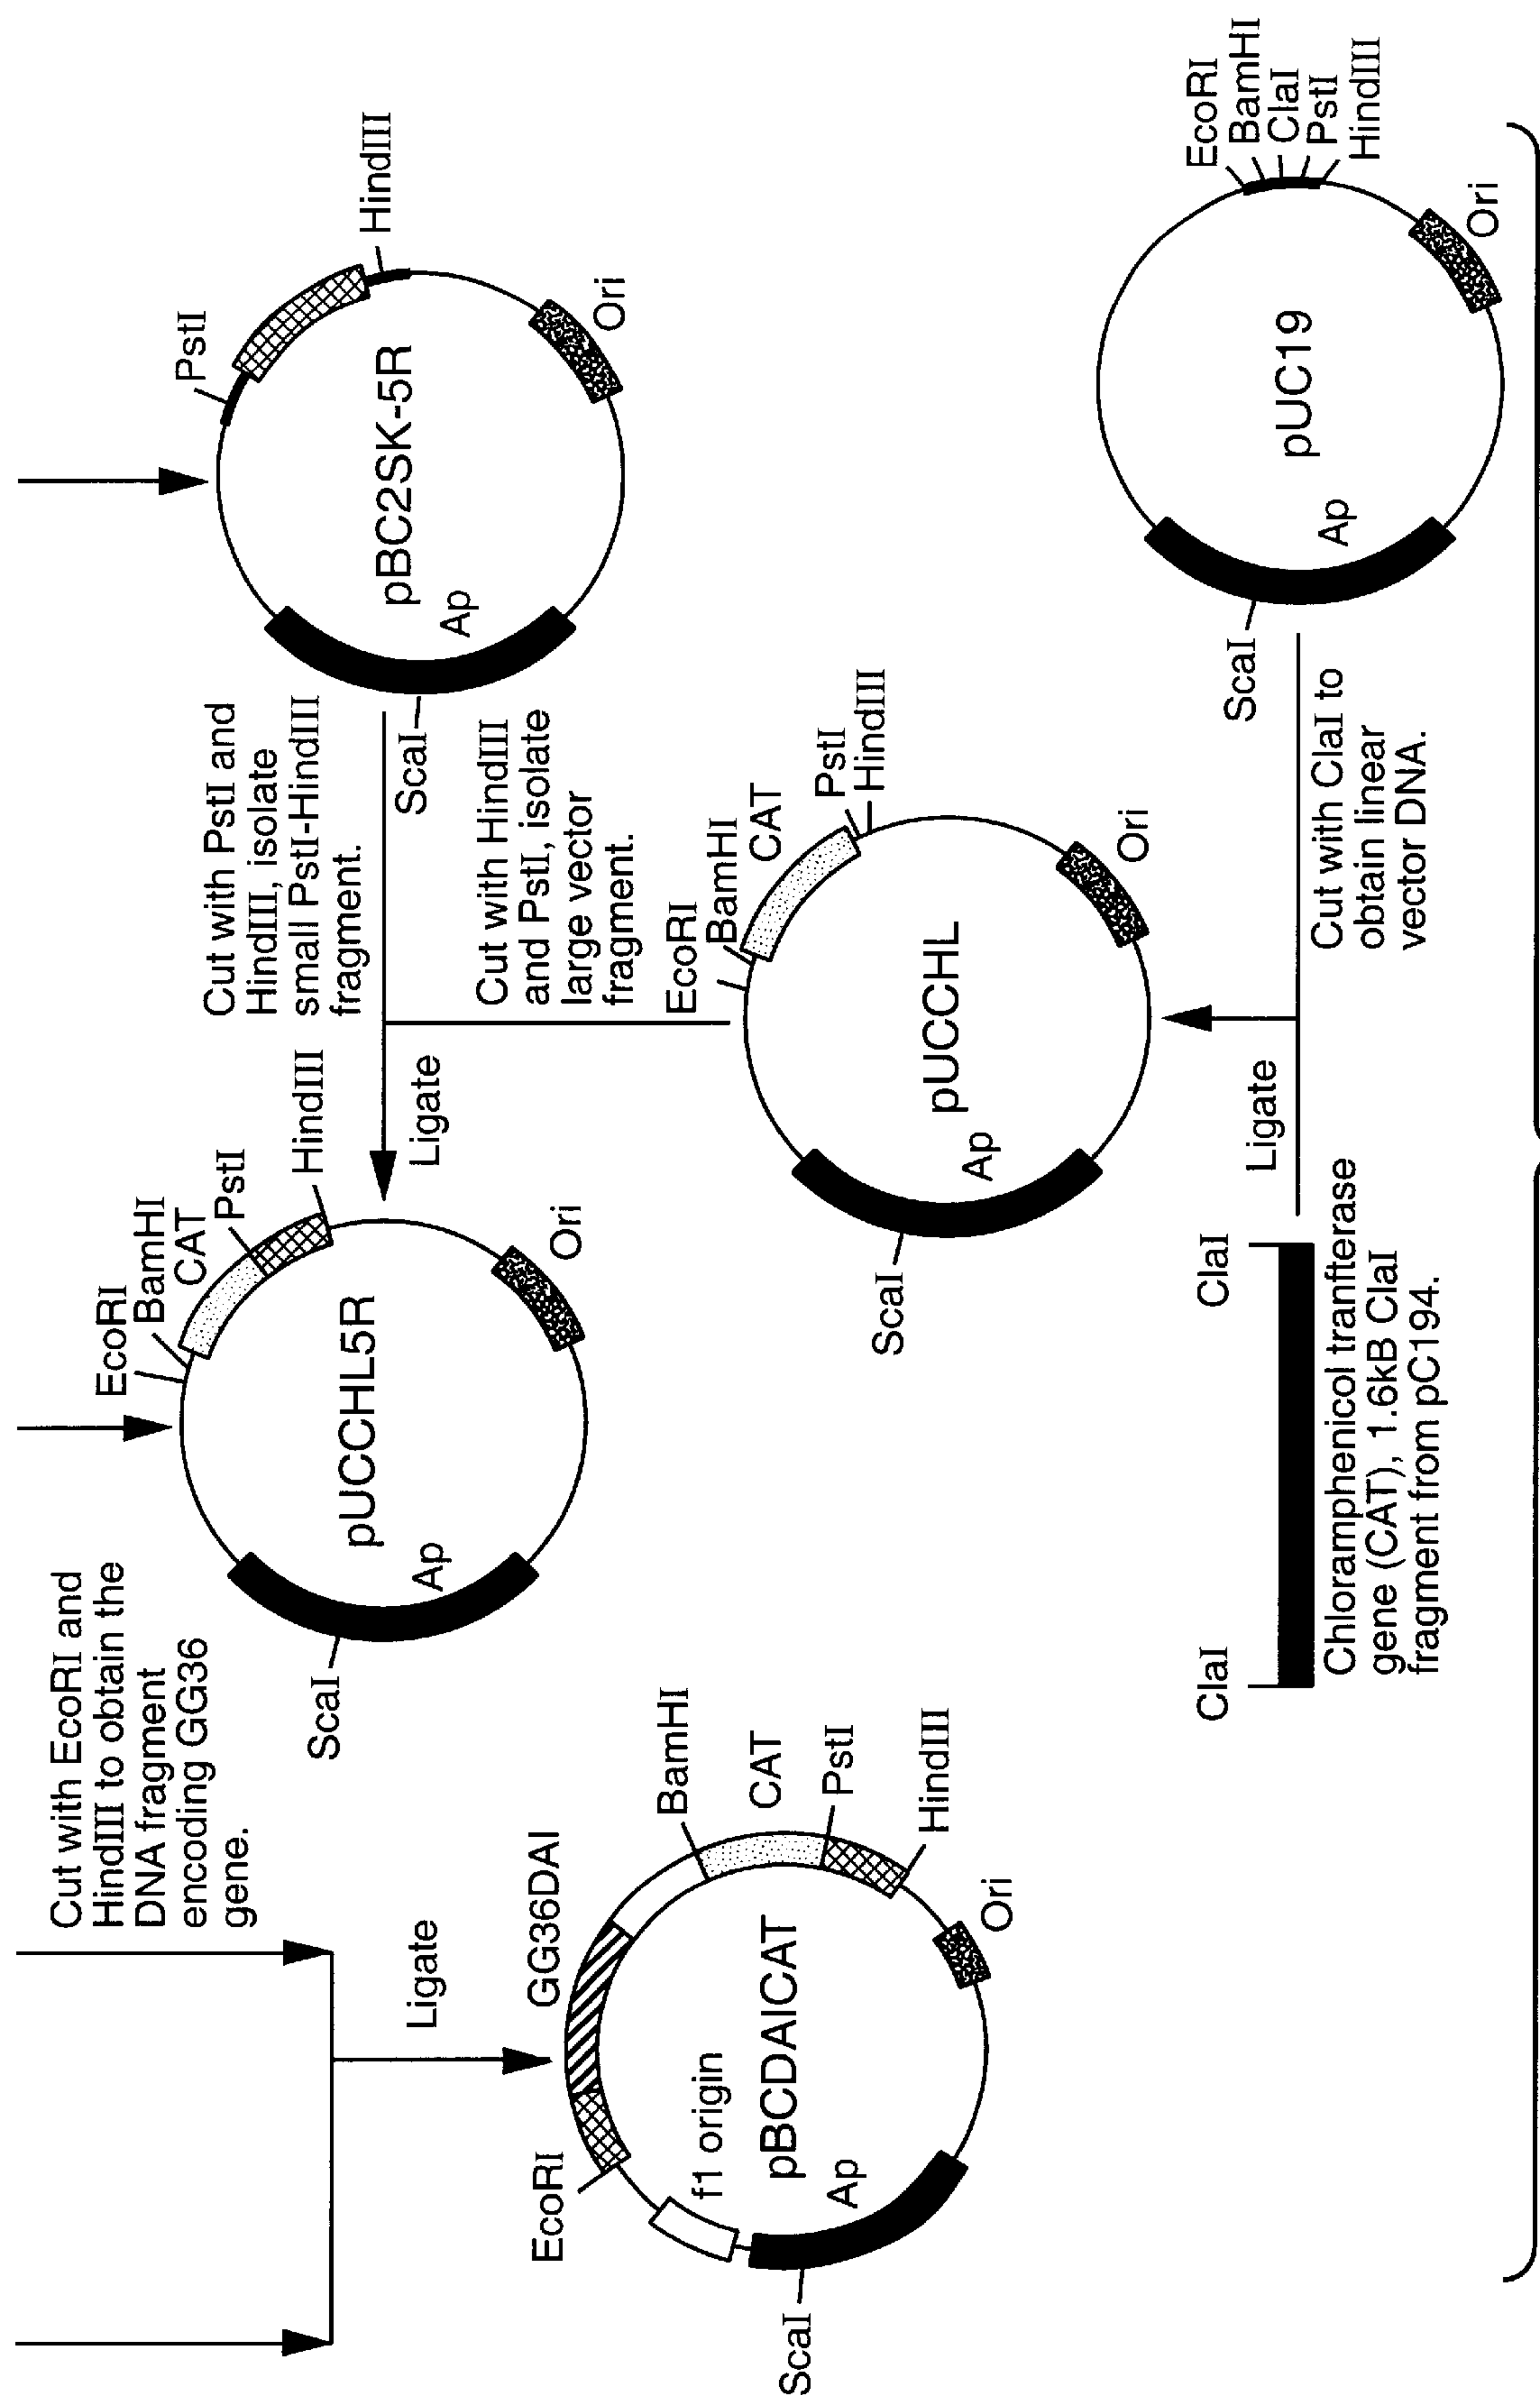 Cut with EcoRI and
HindIII to obtain the
DNA fragment
encoding GG36
gene.
Ligate
EcoRI
f1 origin
GG36DAI
BamHI
CAT
PstI
HindIII
Ori
pBCDAICAT
Ap
ScaI
EcoRI
BamHI
CAT
PstI
HindIII
Ori
pUCCHL5R
Ap
ScaI
Ligate
Cut with PstI and
HindIII, isolate
small PstI-HindIII
fragment.
Cut with HindIII
and PstI, isolate
large vector
fragment.
PstI
HindIII
Ori
pBC2SK-5R
Ap
ScaI
EcoRI
BamHI
CAT
PstI
HindIII
Ori
pUCCHL
Ap
ScaI
ClaI
ClaI
Chloramphenicol tranfterase
gene (CAT), 1.6kB ClaI
fragment from pC194.
Ligate
Cut with ClaI to
obtain linear
vector DNA.
EcoRI
BamHI
ClaI
PstI
HindIII
Ori
pUC19
Ap
ScaI